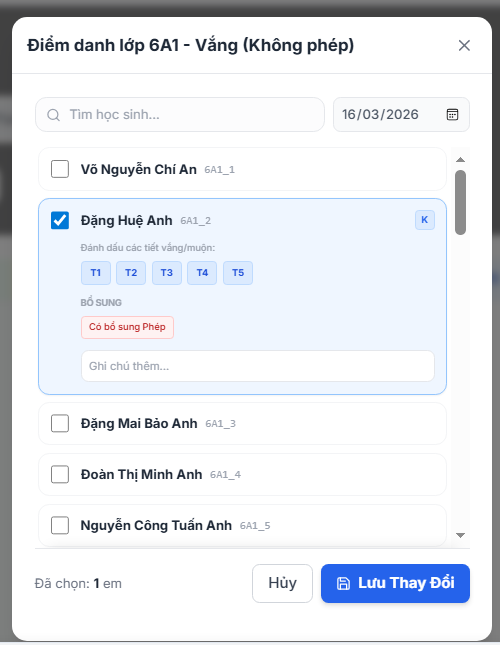 Điểm danh lớp 6A1 - Vắng (Không phép)
Tìm học sinh...
16/03/2026
Võ Nguyễn Chí An 6A1_1
Đặng Huệ Anh 6A1_2 K
Đánh dấu các tiết vắng/muộn:
T1 T2 T3 T4 T5
BỔ SUNG
Có bổ sung Phép
Ghi chú thêm...
Đặng Mai Bảo Anh 6A1_3
Đoàn Thị Minh Anh 6A1_4
Nguyễn Công Tuấn Anh 6A1_5
Đã chọn: 1 em
Hủy
Lưu Thay Đổi